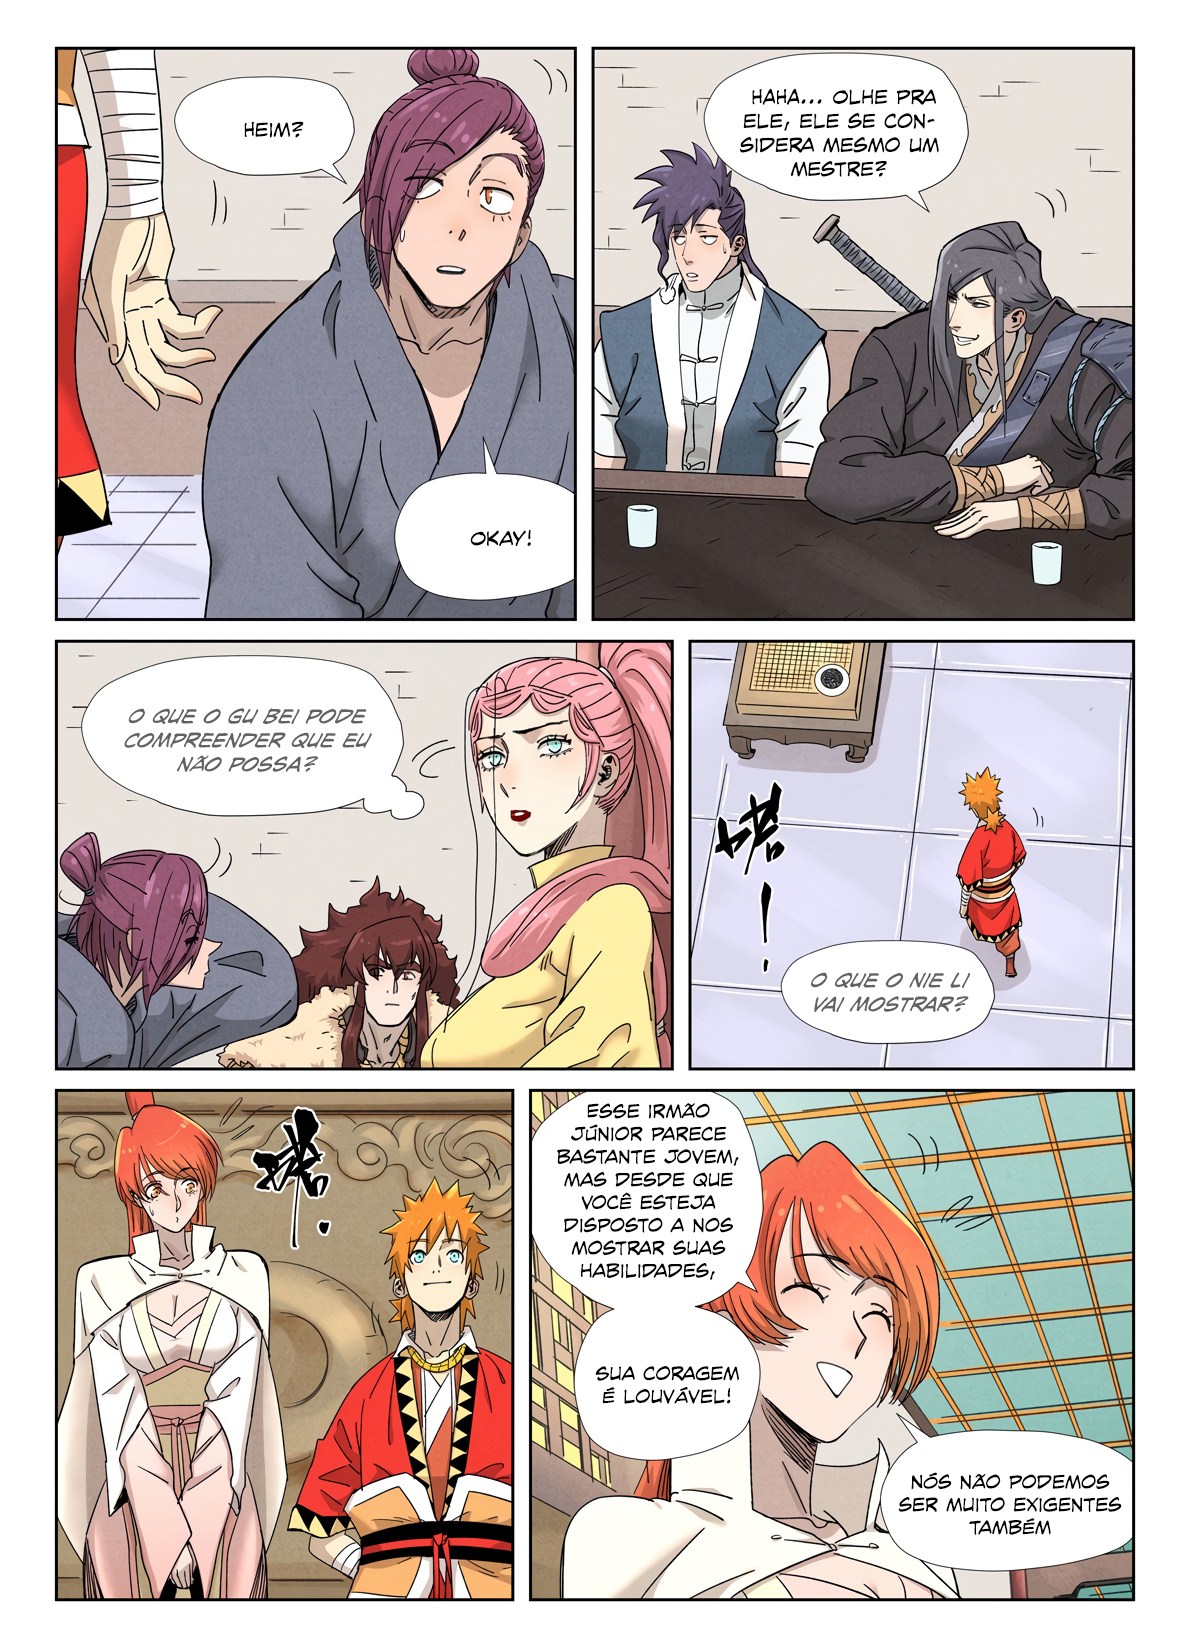 HEIM?
OKAY!
HAHA... OLHE PRA
ELE, ELE SE CON-
SIDERA MESMO UM
MESTRE?
O QUE O GU BEI PODE
COMPREENDER QUE EU
NÃO POSSA?
O QUE O NIE LI
VAI MOSTRAR?
ESSE IRMÃO
JÚNIOR PARECE
BASTANTE JOVEM,
MAS DESDE QUE
VOCÊ ESTEJA
DISPOSTO A NOS
MOSTRAR SUAS
HABILIDADES,
SUA CORAGEM
É LOUVÁVEL!
NÓS NÃO PODEMOS
SER MUITO EXIGENTES
TAMBÉM